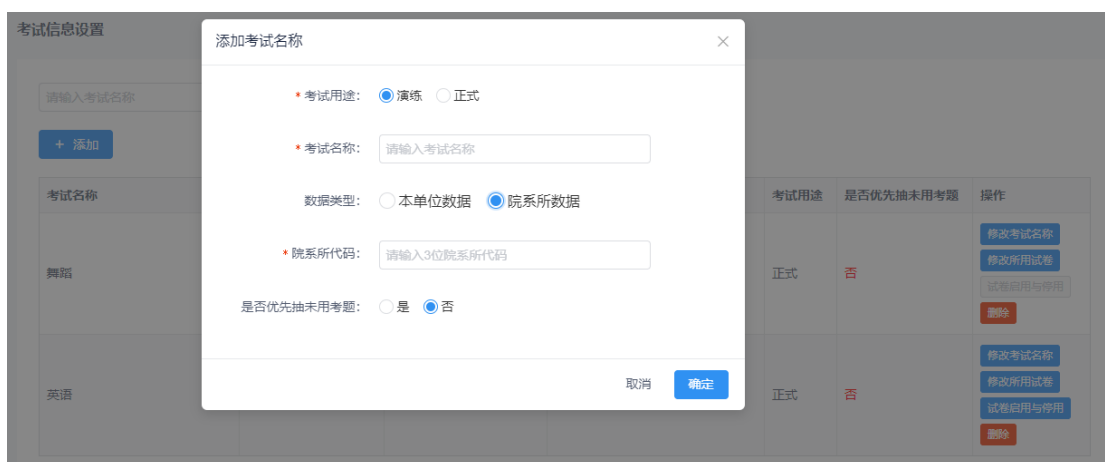 考试信息设置
添加考试名称
请输入考试名称
* 考试用途： 演练 正式
+ 添加
* 考试名称： 请输入考试名称
考试名称 考试用途 是否优先抽未用考题 操作
数据类型： 本单位数据 院系所数据
* 院系所代码： 请输入3位院系所代码
是否优先抽未用考题： 是 否
舞蹈 正式 否
修改考试名称
修改所用试卷
试卷启用与停用
删除
取消 确定
英语 正式 否
修改考试名称
修改所用试卷
试卷启用与停用
删除